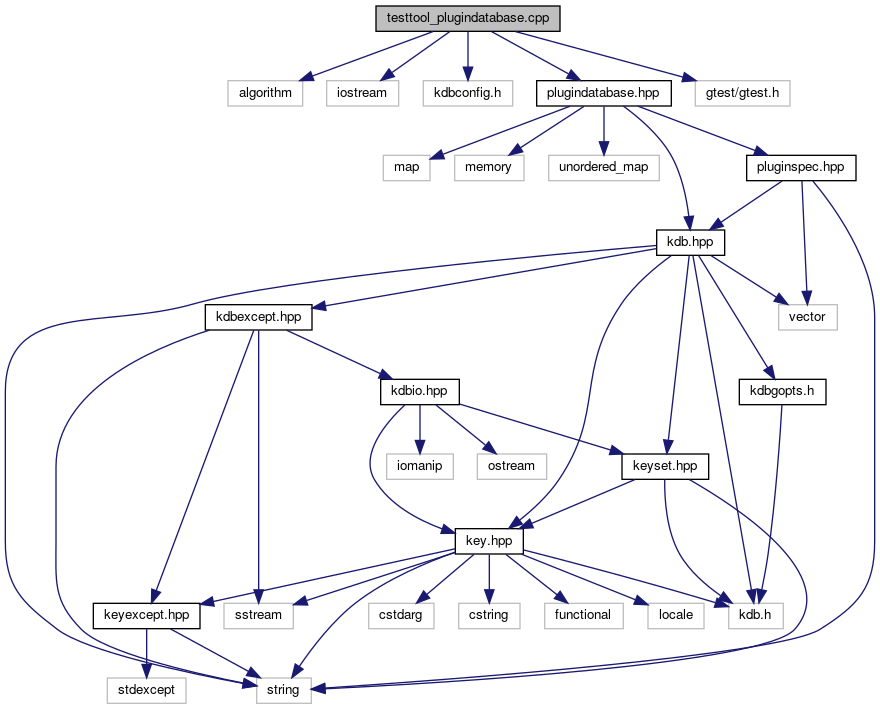 testtool_plugindatabase.cpp
algorithm
iostream
kdbconfig.h
plugindatabase.hpp
gtest/gtest.h
map
memory
unordered_map
pluginspec.hpp
kdb.hpp
kdbexcept.hpp
vector
kdbio.hpp
kdbgopts.h
iomanip
ostream
keyset.hpp
key.hpp
keyexcept.hpp
sstream
cstdarg
cstring
functional
locale
kdb.h
stdexcept
string